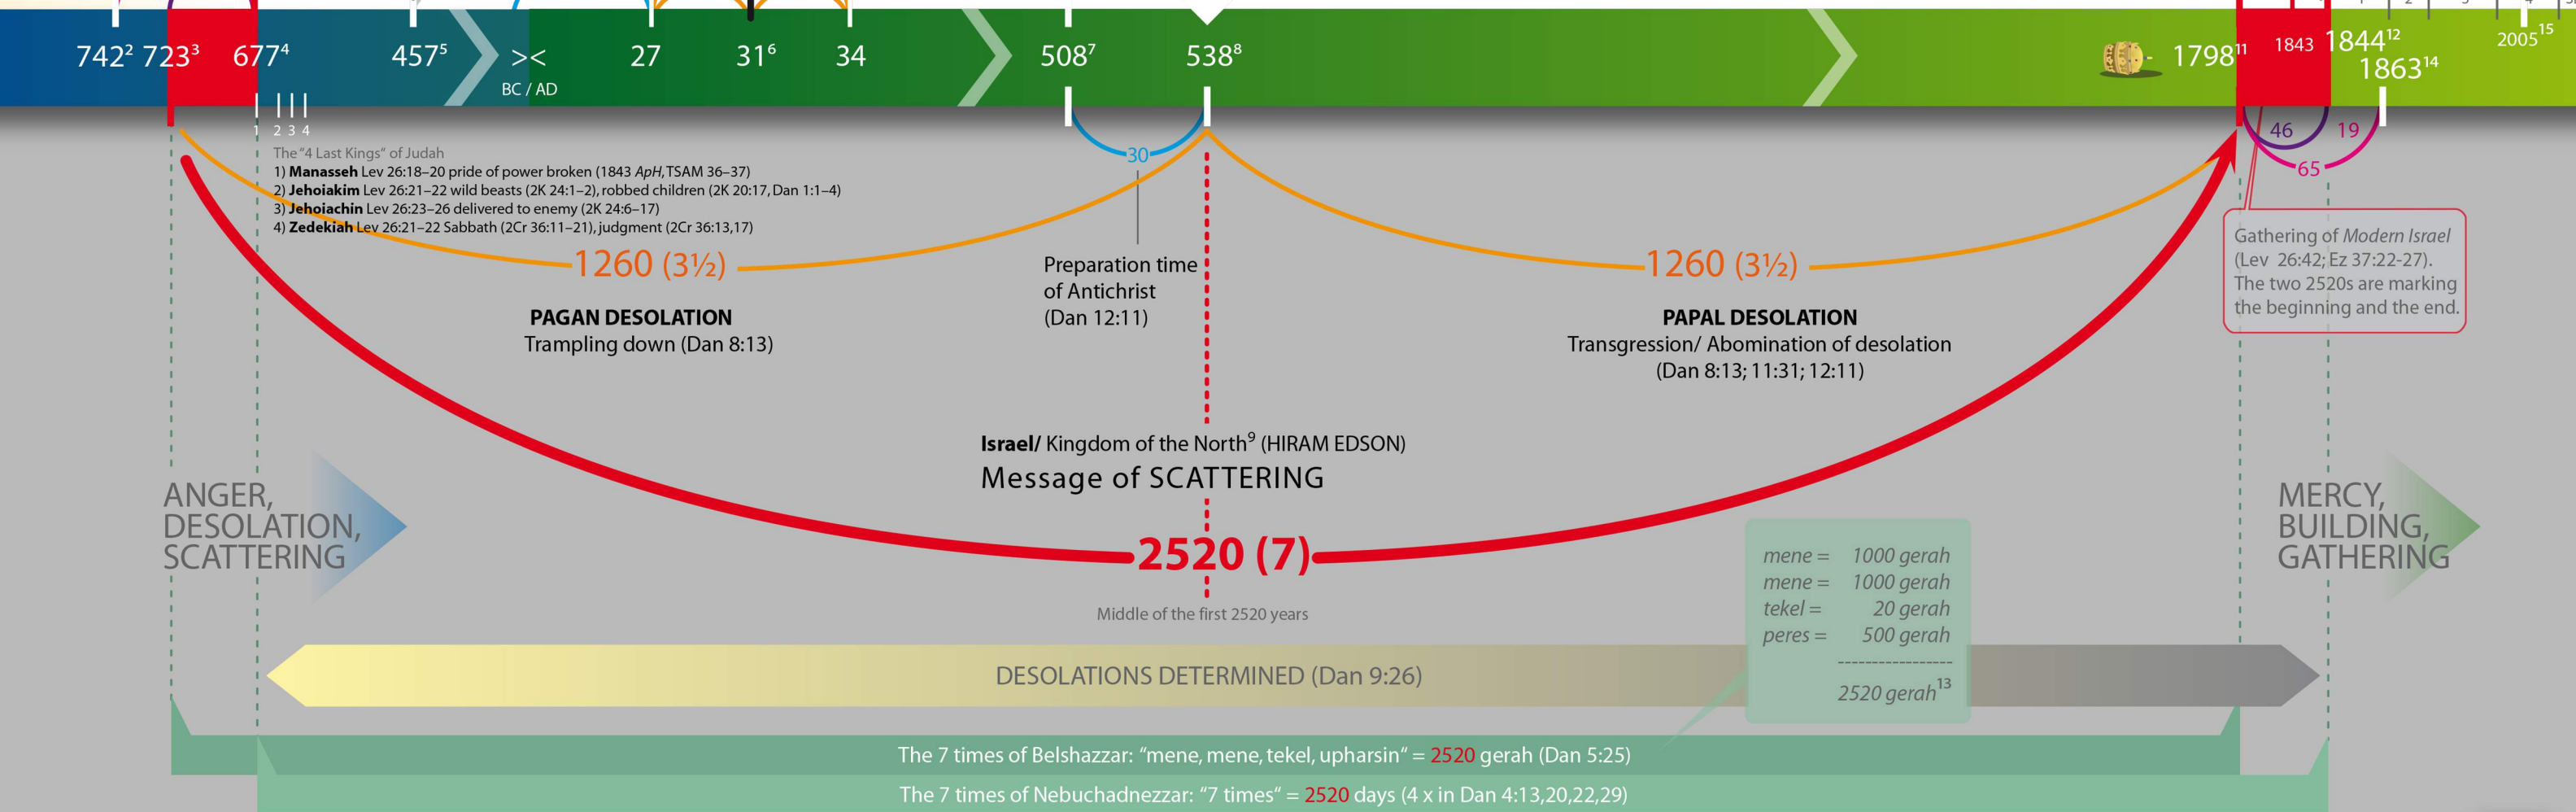 742² 723³ 677⁴ 457⁵ >< 27 31⁶ 34 508⁷ 538⁸ 1798¹¹ 1843 1844¹² 1863¹⁴ 2005¹⁵
BC / AD
1 2 3 4
The "4 Last Kings" of Judah
1) Manasseh Lev 26:18–20 pride of power broken (1843 ApH, TSAM 36–37)
2) Jehoiakim Lev 26:21–22 wild beasts (2K 24:1–2), robbed children (2K 20:17, Dan 1:1–4)
3) Jehoiachin Lev 26:23–26 delivered to enemy (2K 24:6–17)
4) Zedekiah Lev 26:21–22 Sabbath (2Cr 36:11–21), judgment (2Cr 36:13,17)
30
46
19
65
1260 (3½)
PAGAN DESOLATION
Trampling down (Dan 8:13)
Preparation time
of Antichrist
(Dan 12:11)
1260 (3½)
PAPAL DESOLATION
Transgression/ Abomination of desolation
(Dan 8:13; 11:31; 12:11)
Gathering of Modern Israel
(Lev 26:42; Ez 37:22-27).
The two 2520s are marking
the beginning and the end.
Israel/ Kingdom of the North⁹ (HIRAM EDSON)
Message of SCATTERING
ANGER,
DESOLATION,
SCATTERING
MERCY,
BUILDING,
GATHERING
2520 (7)
Middle of the first 2520 years
mene = 1000 gerah
mene = 1000 gerah
tekel = 20 gerah
peres = 500 gerah
------------------
2520 gerah¹³
DESOLATIONS DETERMINED (Dan 9:26)
The 7 times of Belshazzar: "mene, mene, tekel, upharsin" = 2520 gerah (Dan 5:25)
The 7 times of Nebuchadnezzar: "7 times" = 2520 days (4 x in Dan 4:13,20,22,29)